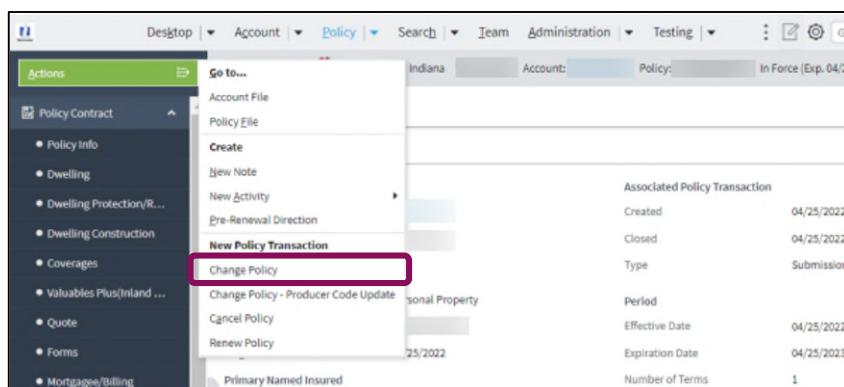 Desktop Account Policy Search Team Administration Testing
Actions
Indiana Account: Policy: In Force (Exp. 04/2
Go to...
Account File
Policy File
Create
New Note
New Activity
Pre-Renewal Direction
New Policy Transaction
Change Policy
Change Policy - Producer Code Update
Cancel Policy
Renew Policy
Policy Contract
Policy Info
Dwelling
Dwelling Protection/R...
Dwelling Construction
Coverages
Valuables Plus(Inland ...
Quote
Forms
Mortgagee/Billing
rsonal Property
/25/2022
Primary Named Insured
Associated Policy Transaction
Created 04/25/2022
Closed 04/25/2022
Type Submission
Period
Effective Date 04/25/2022
Expiration Date 04/25/2023
Number of Terms 1